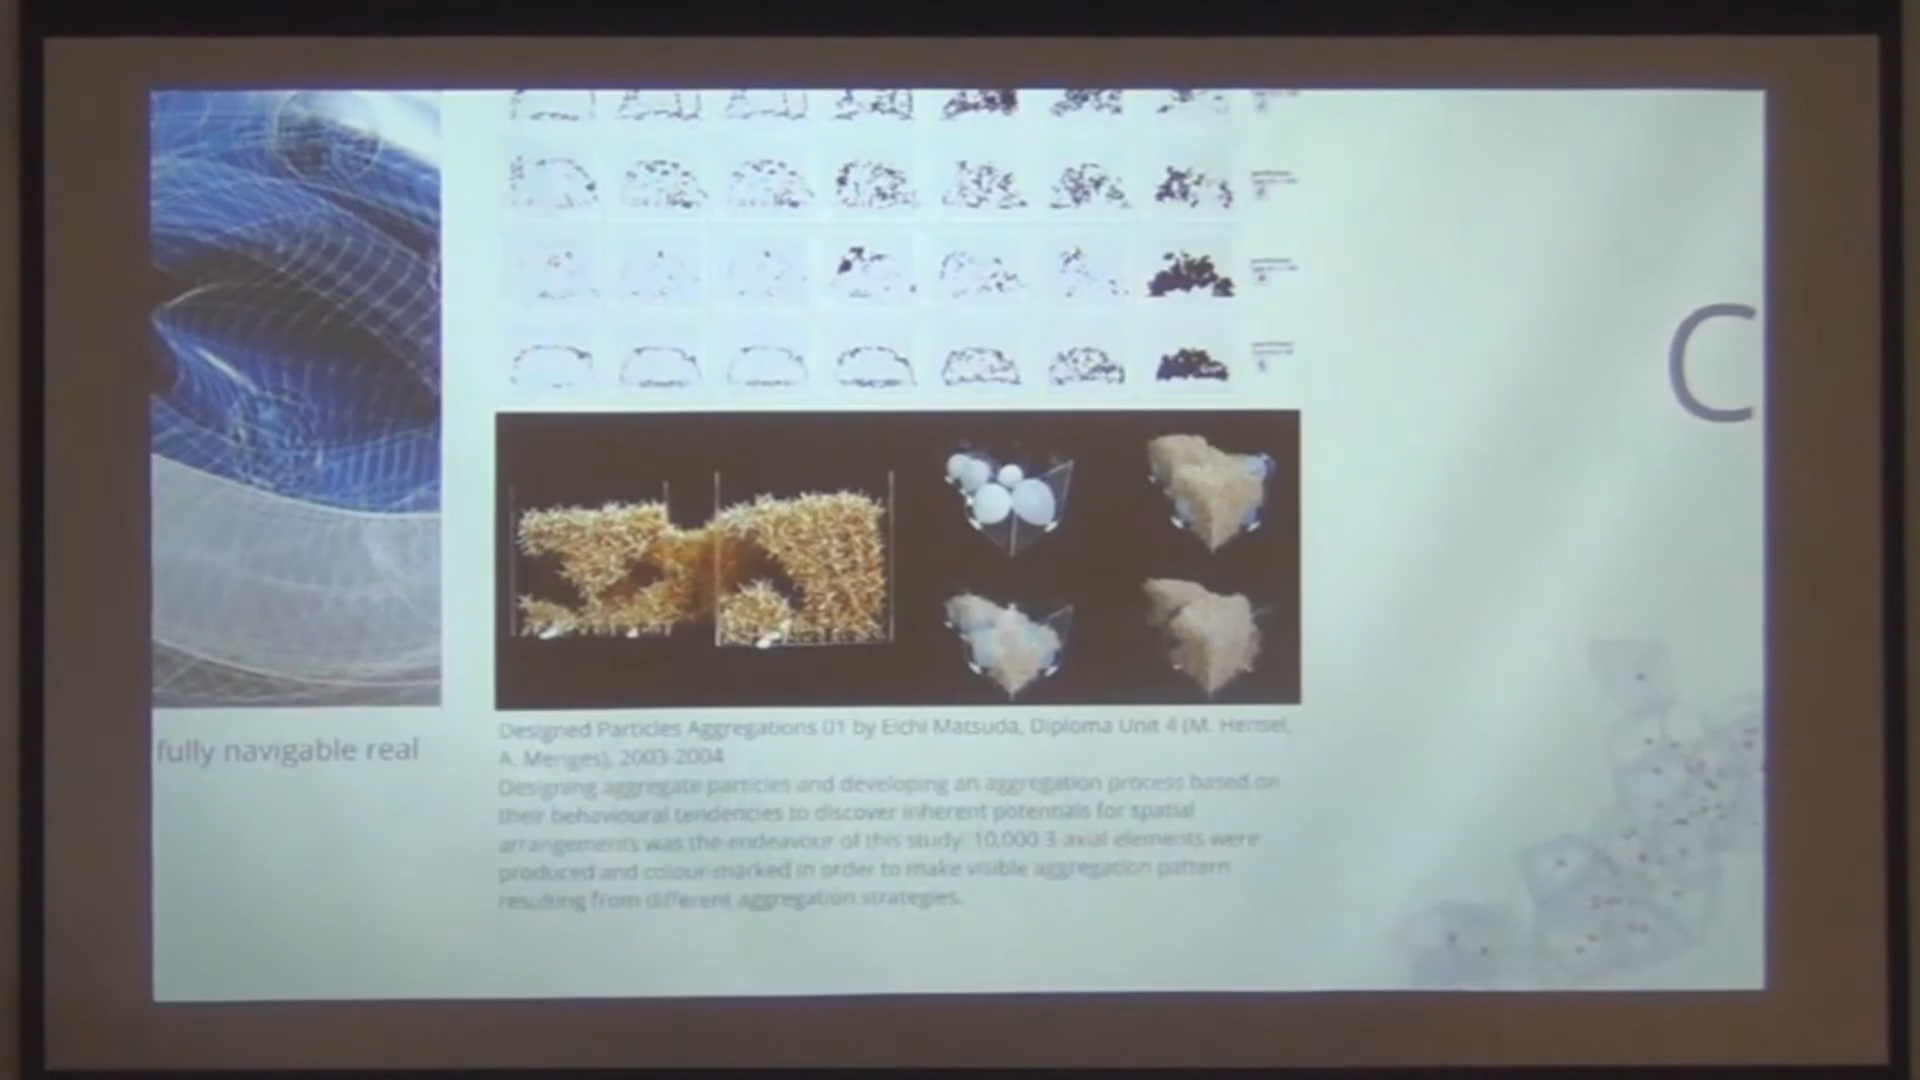 fully navigable real
Designed Particles Aggregations 01 by Eichi Matsuda, Diploma Unit 4 (M. Hensel,
A. Menges), 2003-2004
Designing aggregate particles and developing an aggregation process based on
their behavioural tendencies to discover inherent potentials for spatial
arrangements was the endeavour of this study. 10,000 3-axial elements were
produced and colour-marked in order to make visible aggregation pattern
resulting from different aggregation strategies.
C